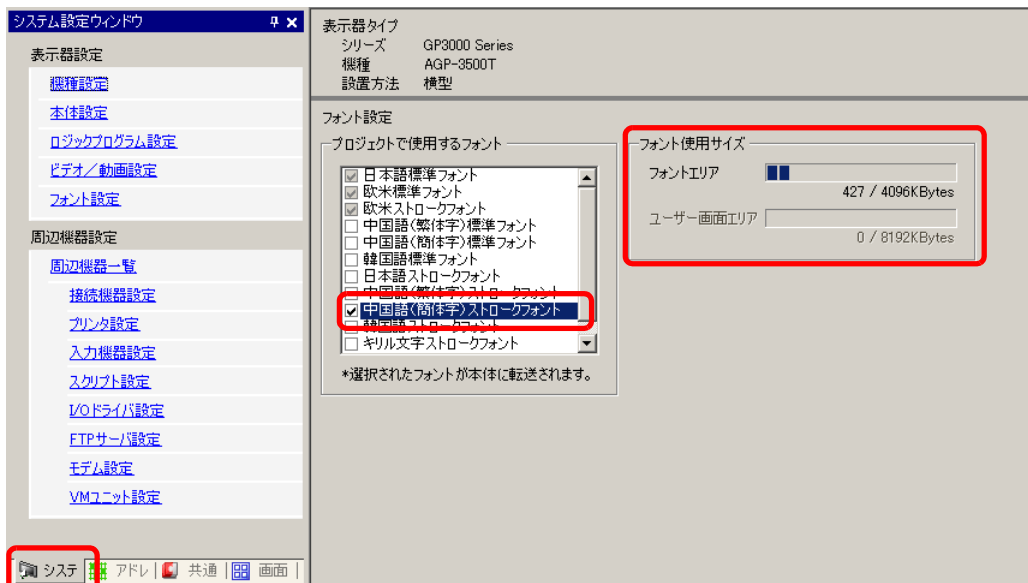 システム設定ウィンドウ
表示器設定
機種設定
本体設定
ロジックプログラム設定
ビデオ／動画設定
フォント設定
周辺機器設定
周辺機器一覧
接続機器設定
プリンタ設定
入力機器設定
スクリプト設定
I/Oドライバ設定
FTPサーバ設定
モデム設定
VMユニット設定
システ
アドレ
共通
画面
表示器タイプ
シリーズ GP3000 Series
機種 AGP-3500T
設置方法 横型
フォント設定
プロジェクトで使用するフォント
日本語標準フォント
欧米標準フォント
欧米ストロークフォント
中国語(繁体字)標準フォント
中国語(簡体字)標準フォント
韓国語標準フォント
日本語ストロークフォント
中国語(繁体字)ストロークフォント
中国語(簡体字)ストロークフォント
韓国語ストロークフォント
キリル文字ストロークフォント
*選択されたフォントが本体に転送されます。
フォント使用サイズ
フォントエリア
427 / 4096KBytes
ユーザー画面エリア
0 / 8192KBytes